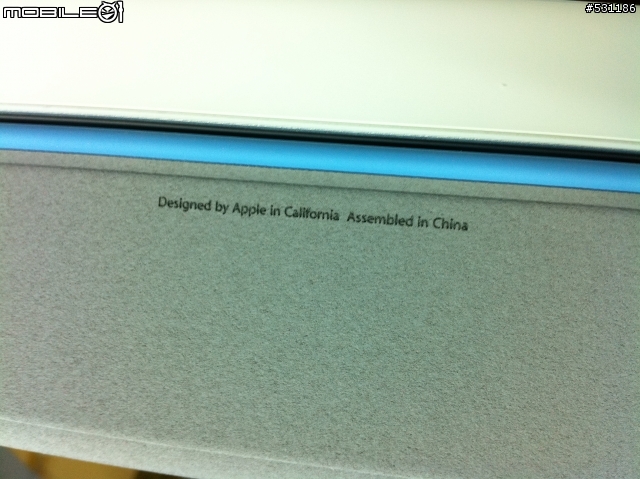 MOBILE01
#531186
Designed by Apple in California Assembled in China